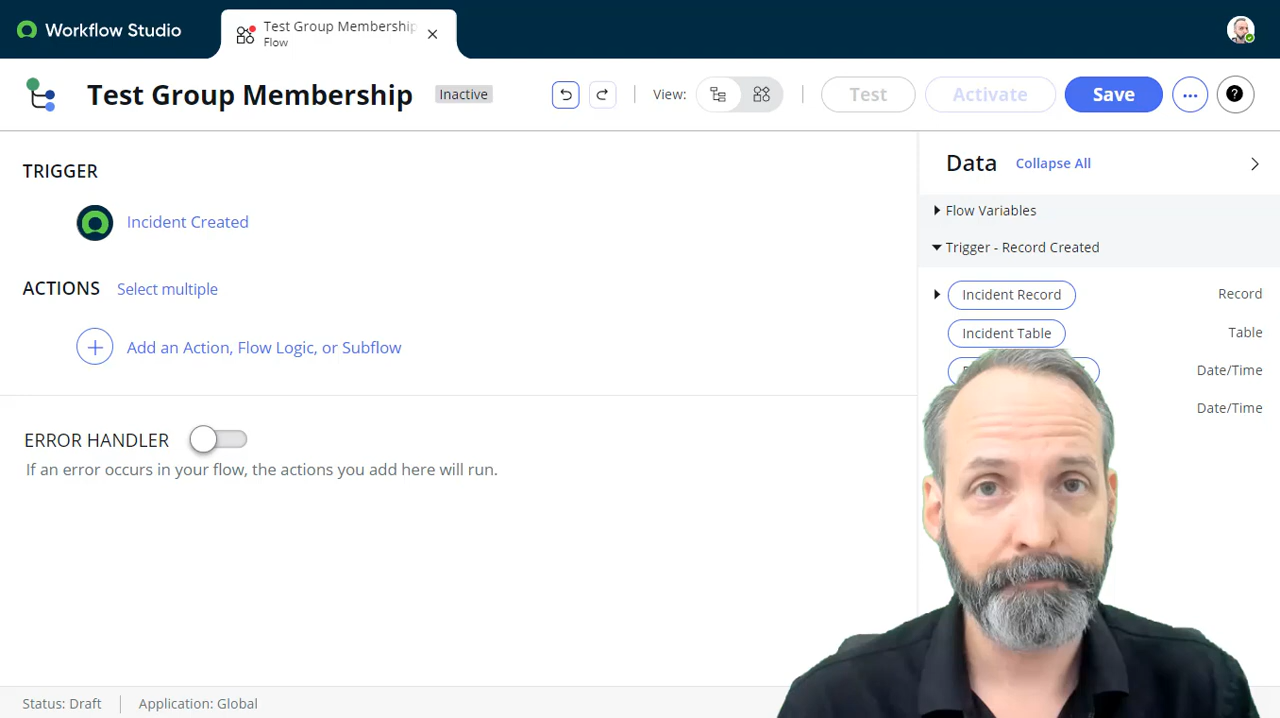 Workflow Studio
Test Group Membership
Flow
Test Group Membership
Inactive
View:
Test
Activate
Save
TRIGGER
Incident Created
ACTIONS
Select multiple
Add an Action, Flow Logic, or Subflow
ERROR HANDLER
If an error occurs in your flow, the actions you add here will run.
Data
Collapse All
Flow Variables
Trigger - Record Created
Incident Record
Record
Incident Table
Table
Date/Time
Date/Time
Status: Draft
Application: Global